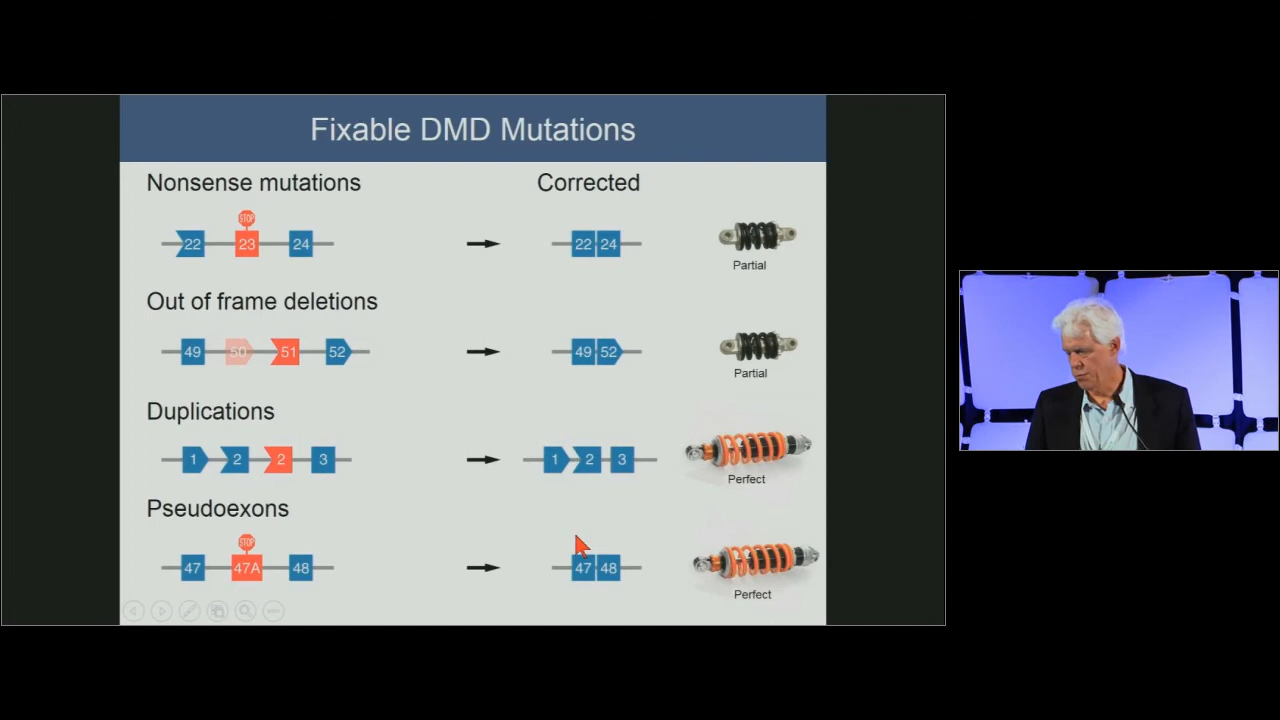 Fixable DMD Mutations
Nonsense mutations
Corrected
STOP
22 23 24
22 24
Partial
Out of frame deletions
49 50 51 52
49 52
Partial
Duplications
1 2 2 3
1 2 3
Perfect
Pseudoexons
STOP
47 47A 48
47 48
Perfect